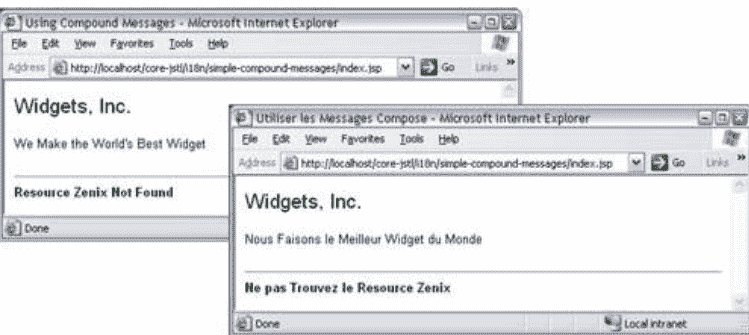 Using Compound Messages - Microsoft Internet Explorer
File Edit View Favorites Tools Help
Address http://localhost/core-jstl/i18n/simple-compound-messages/index.jsp Go Links »
Widgets, Inc.
We Make the World's Best Widget
Resource Zenix Not Found
Done
Utiliser les Messages Compose - Microsoft Internet Explorer
File Edit View Favorites Tools Help
Address http://localhost/core-jstl/i18n/simple-compound-messages/index.jsp Go Links »
Widgets, Inc.
Nous Faisons le Meilleur Widget du Monde
Ne pas Trouvez le Resource Zenix
Done Local intranet